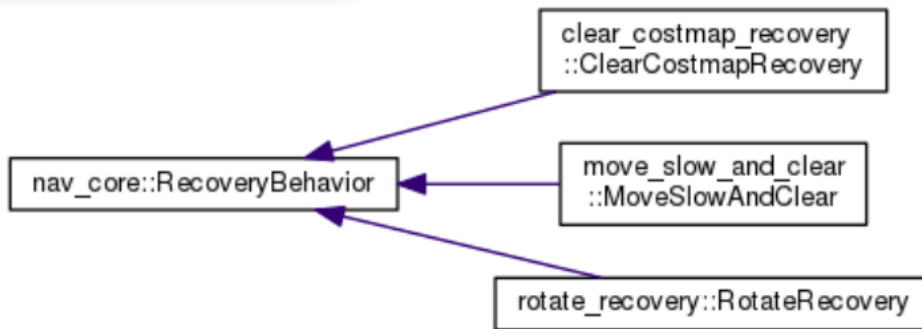 clear_costmap_recovery
::ClearCostmapRecovery
nav_core::RecoveryBehavior
move_slow_and_clear
::MoveSlowAndClear
rotate_recovery::RotateRecovery